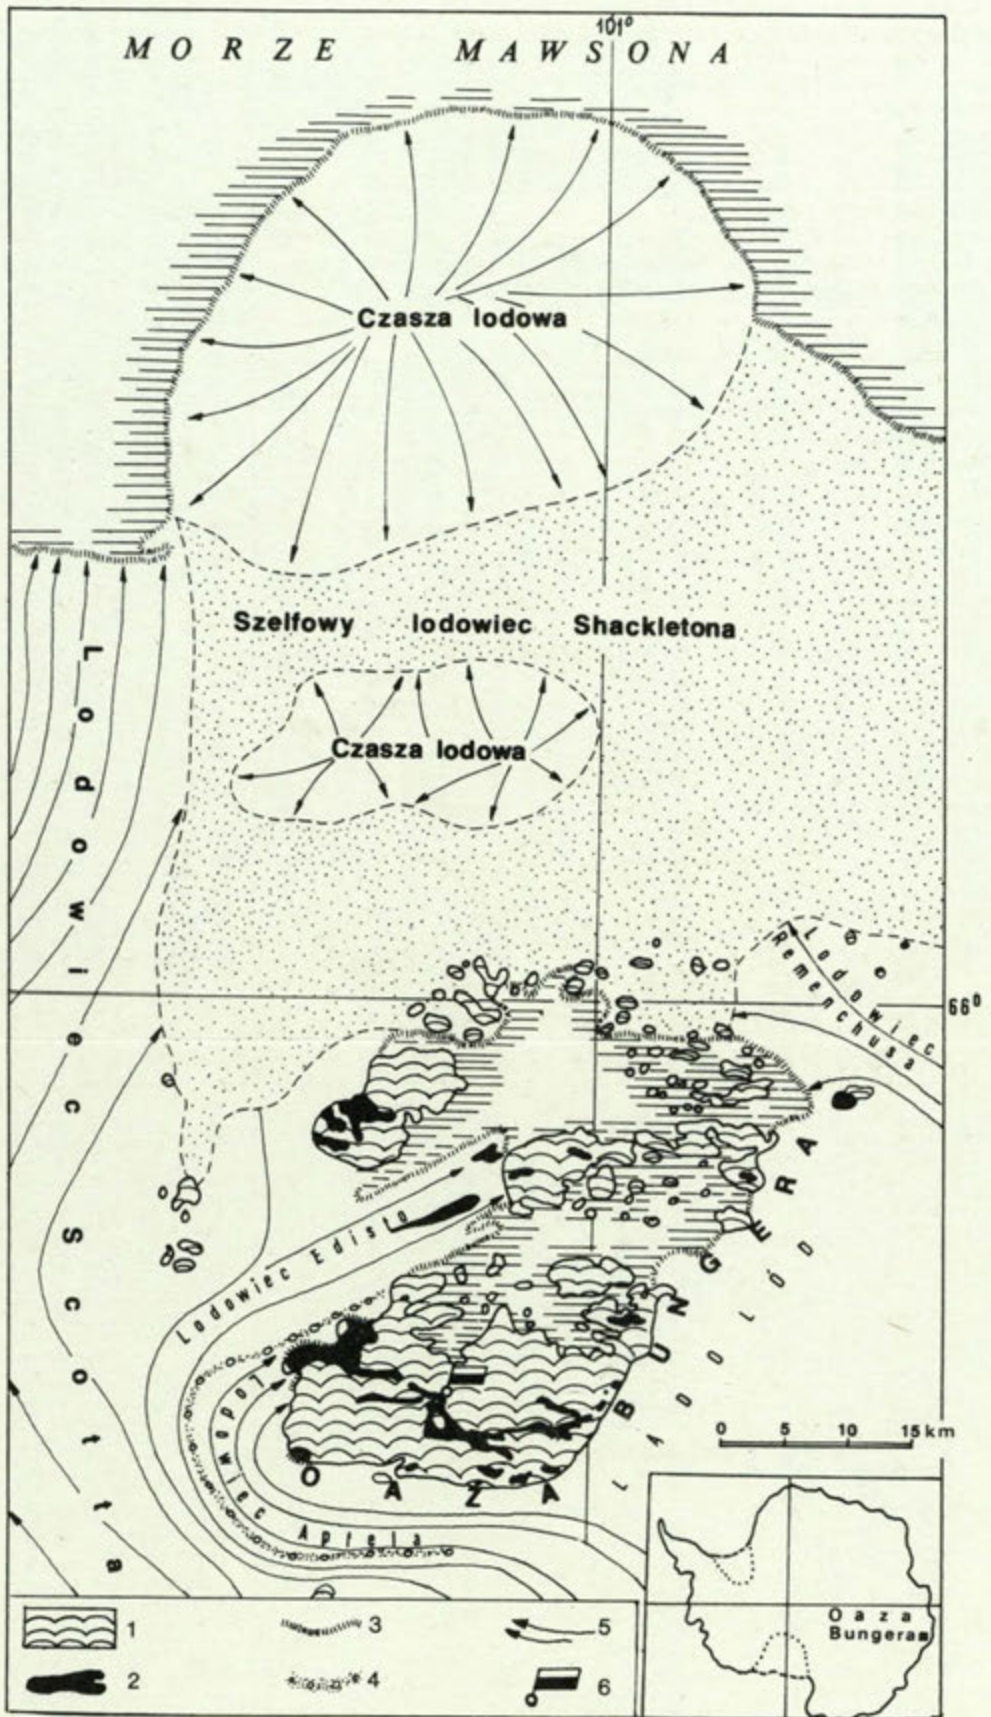 101°
MORZE MAWSONA
Czasza lodowa
Szelfowy lodowiec Shackletona
Czasza lodowa
Lodowiec Scotta
Lodowiec
Remenchusa
66°
Lodowiec Edisto
Lodowiec Apfela
OAZA BUNGERA
LĄDOLÓD
0 5 10 15 km
Oaza
Bungera
1
2
3
4
5
6